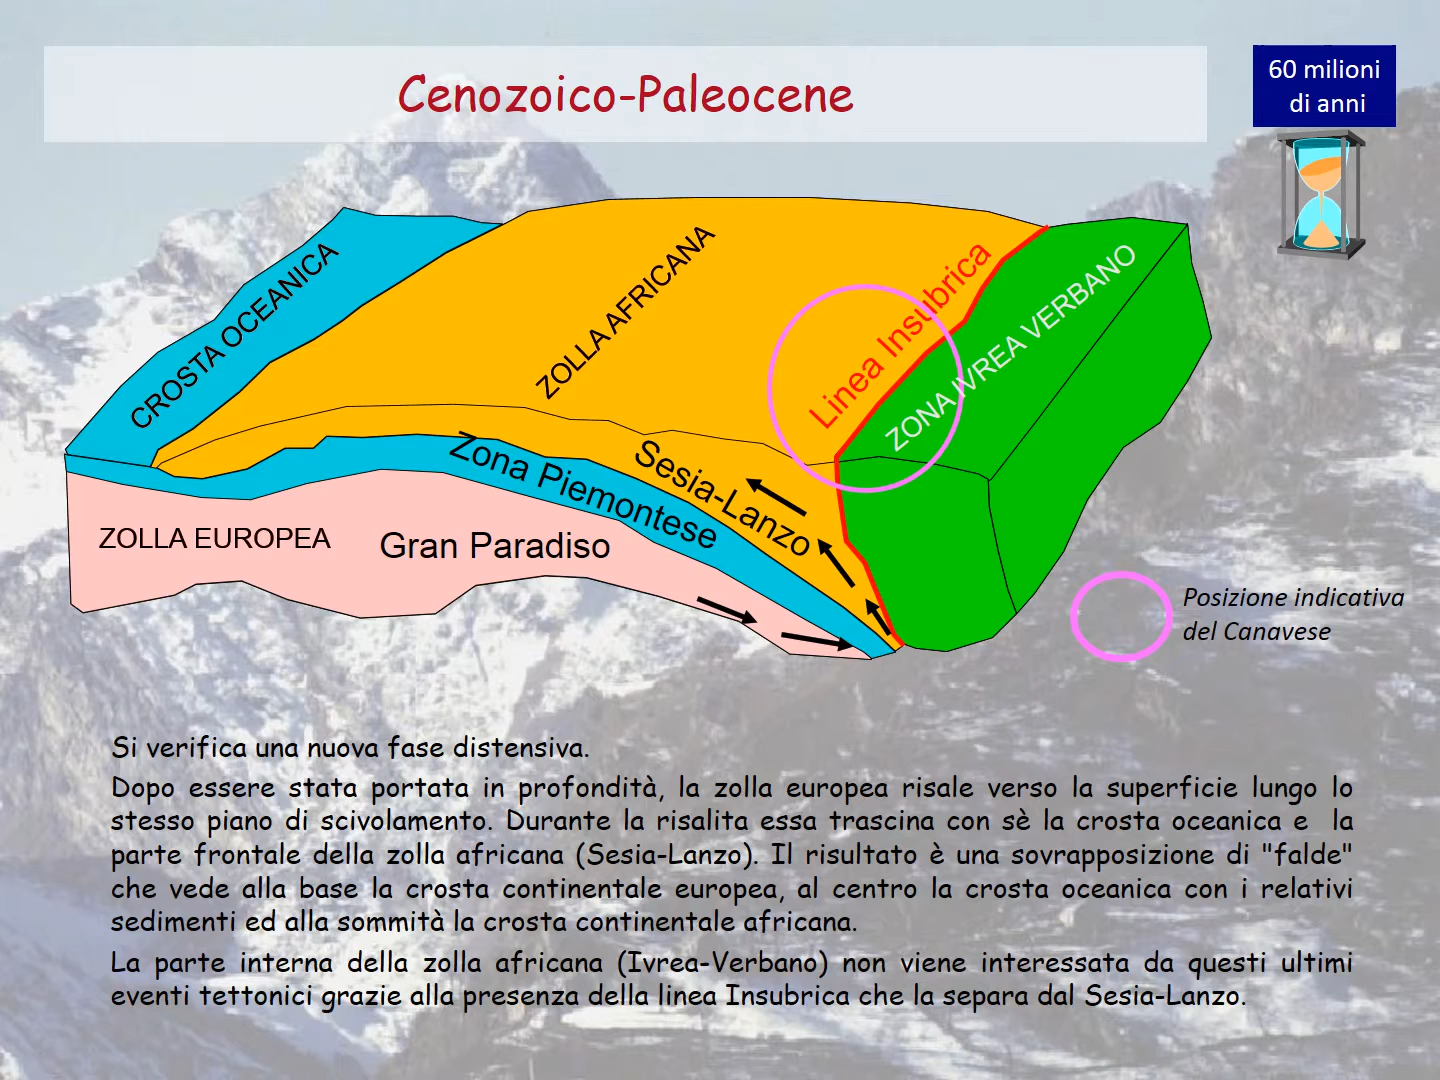 Cenozoico-Paleocene
60 milioni
di anni
CROSTA OCEANICA
ZOLLA AFRICANA
Linea Insubrica
ZONA IVREA VERBANO
Zona Piemontese
Sesia-Lanzo
ZOLLA EUROPEA
Gran Paradiso
Posizione indicativa
del Canavese
Si verifica una nuova fase distensiva.
Dopo essere stata portata in profondità, la zolla europea risale verso la superficie lungo lo
stesso piano di scivolamento. Durante la risalita essa trascina con sè la crosta oceanica e la
parte frontale della zolla africana (Sesia-Lanzo). Il risultato è una sovrapposizione di "falde"
che vede alla base la crosta continentale europea, al centro la crosta oceanica con i relativi
sedimenti ed alla sommità la crosta continentale africana.
La parte interna della zolla africana (Ivrea-Verbano) non viene interessata da questi ultimi
eventi tettonici grazie alla presenza della linea Insubrica che la separa dal Sesia-Lanzo.